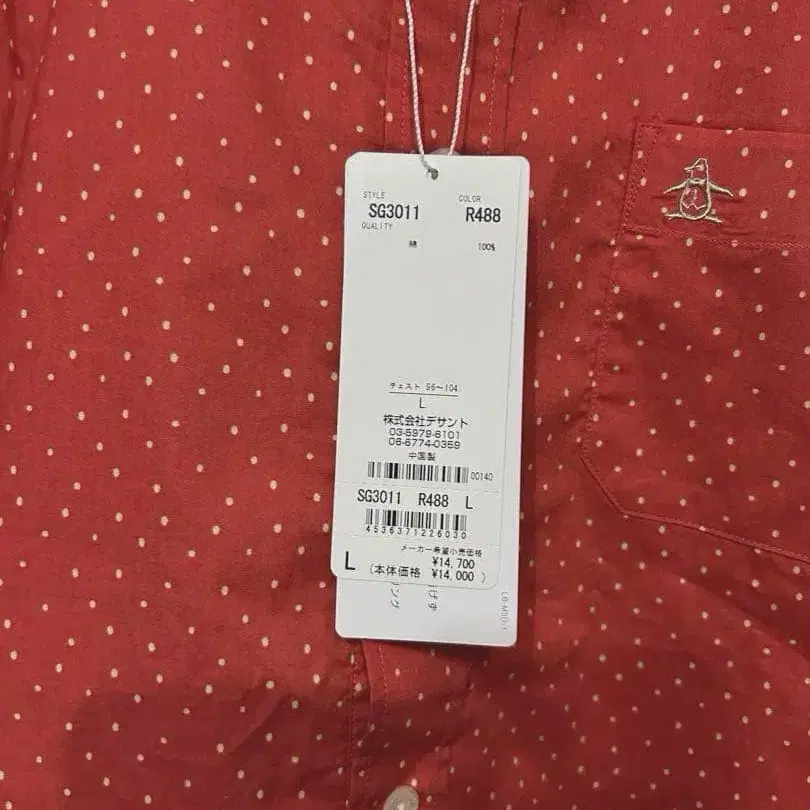 STYLE COLOR
SG3011 R488
QUALITY
綿 100%
チェスト 96~104
L
株式会社デサント
03-5979-6101
06-6774-0359
中国製
00140
SG3011 R488 L
4536371226030
メーカー希望小売価格
¥14,700
L (本体価格 ¥14,000 )